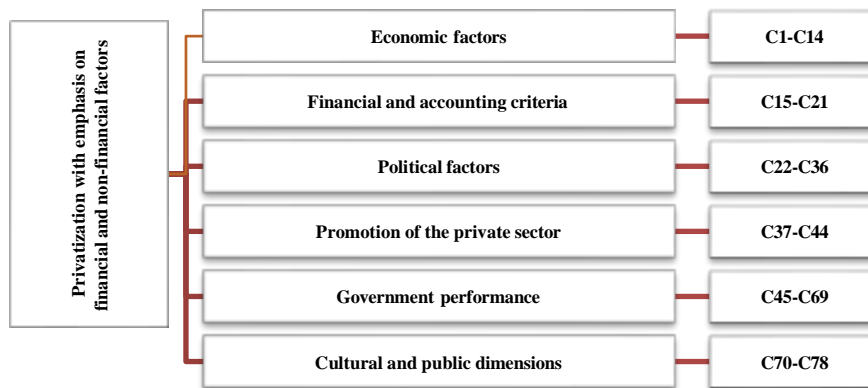 Privatization with emphasis on
financial and non-financial factors
Economic factors
C1-C14
Financial and accounting criteria
C15-C21
Political factors
C22-C36
Promotion of the private sector
C37-C44
Government performance
C45-C69
Cultural and public dimensions
C70-C78